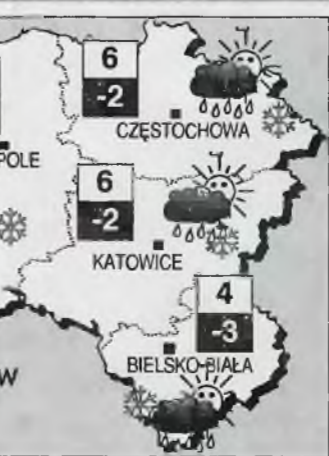 6
-2
CZĘSTOCHOWA
POLE
6
-2
KATOWICE
4
-3
BIELSKO-BIAŁA
W